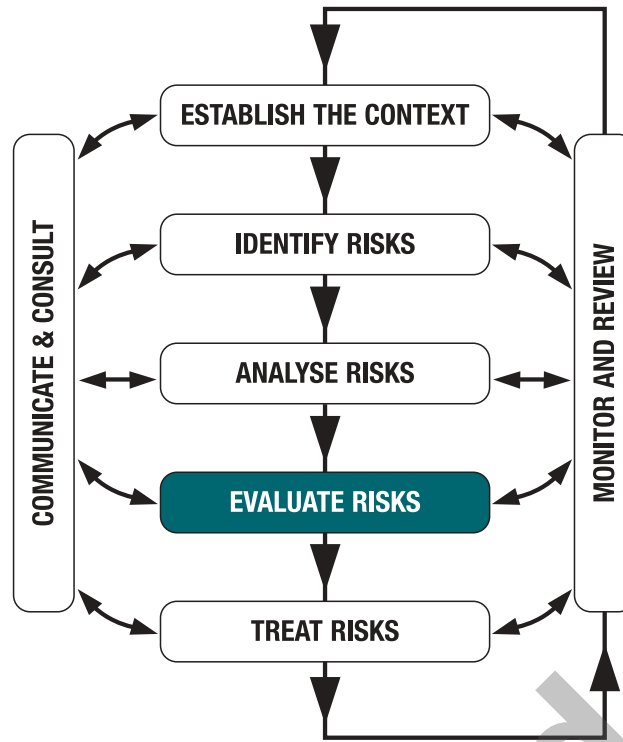 ESTABLISH THE CONTEXT
IDENTIFY RISKS
ANALYSE RISKS
EVALUATE RISKS
TREAT RISKS
COMMUNICATE & CONSULT
MONITOR AND REVIEW